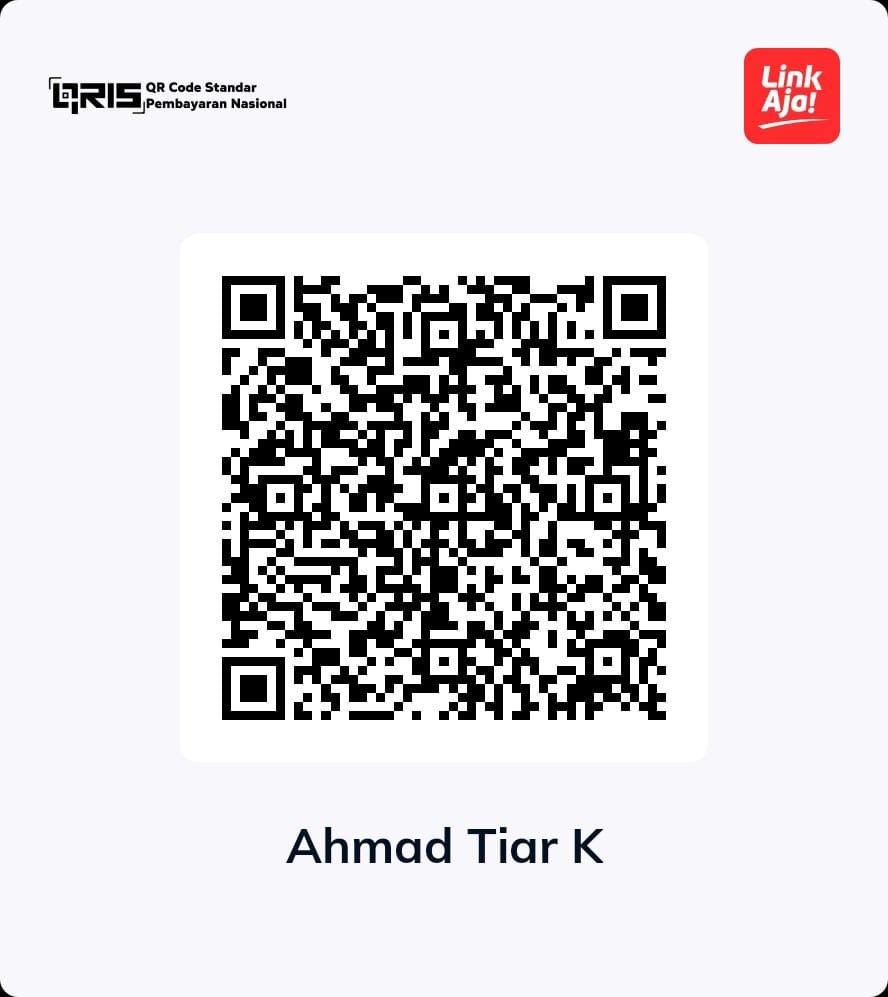 QRIS QR Code Standar
Pembayaran Nasional
Link
Aja!
Ahmad Tiar K